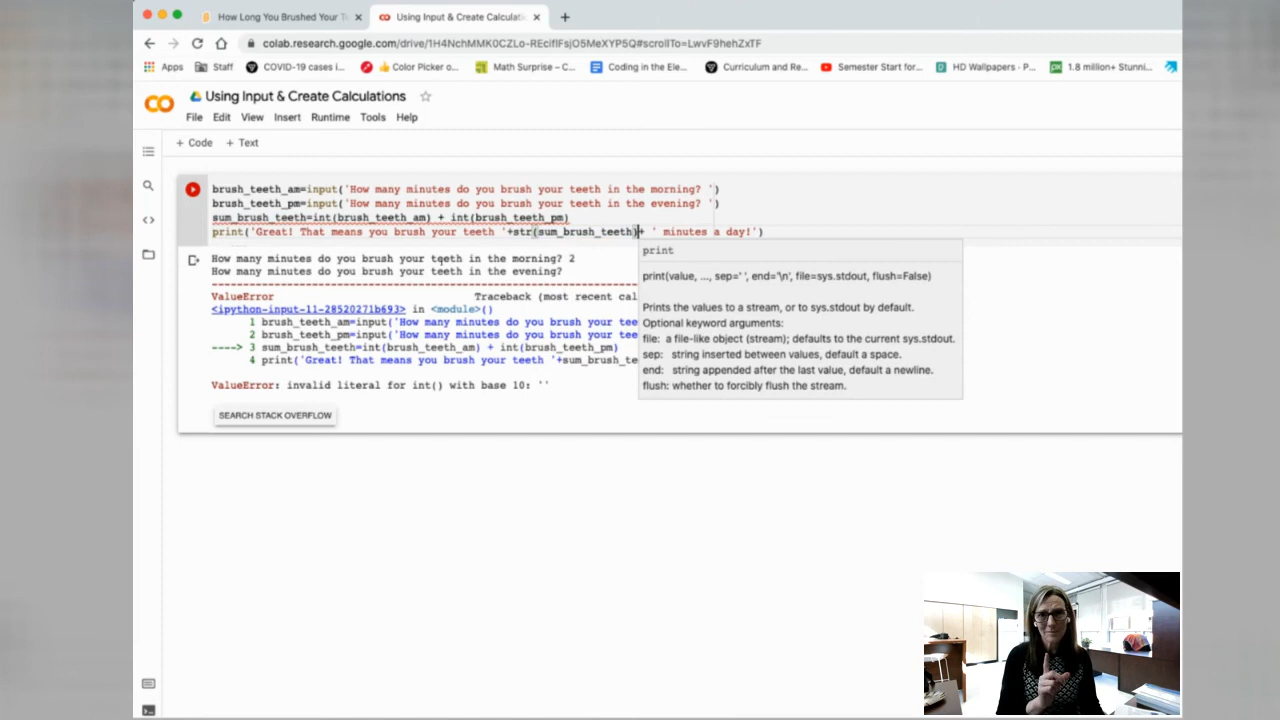 How Long You Brushed Your T
Using Input & Create Calculati
colab.research.google.com/drive/1H4NchMMK0CZLo-REciflFsjO5MeXYP5Q#scrollTo=LwvF9hehZxTF
Apps
Staff
COVID-19 cases i...
Color Picker o...
Math Surprise – C...
Coding in the Ele...
Curriculum and Re...
Semester Start for...
HD Wallpapers · P...
1.8 million+ Stunni...
Using Input & Create Calculations
File Edit View Insert Runtime Tools Help
+ Code + Text
brush_teeth_am=input('How many minutes do you brush your teeth in the morning? ')
brush_teeth_pm=input('How many minutes do you brush your teeth in the evening? ')
sum_brush_teeth=int(brush_teeth_am) + int(brush_teeth_pm)
print('Great! That means you brush your teeth '+str(sum_brush_teeth)+ ' minutes a day!')
How many minutes do you brush your teeth in the morning? 2
How many minutes do you brush your teeth in the evening?
ValueError Traceback (most recent cal
<ipython-input-11-28520271b693> in <module>()
1 brush_teeth_am=input('How many minutes do you brush your tee
2 brush_teeth_pm=input('How many minutes do you brush your tee
----> 3 sum_brush_teeth=int(brush_teeth_am) + int(brush_teeth_pm)
4 print('Great! That means you brush your teeth '+sum_brush_te
ValueError: invalid literal for int() with base 10: ''
SEARCH STACK OVERFLOW
print
print(value, ..., sep=' ', end='\n', file=sys.stdout, flush=False)
Prints the values to a stream, or to sys.stdout by default.
Optional keyword arguments:
file: a file-like object (stream); defaults to the current sys.stdout.
sep: string inserted between values, default a space.
end: string appended after the last value, default a newline.
flush: whether to forcibly flush the stream.